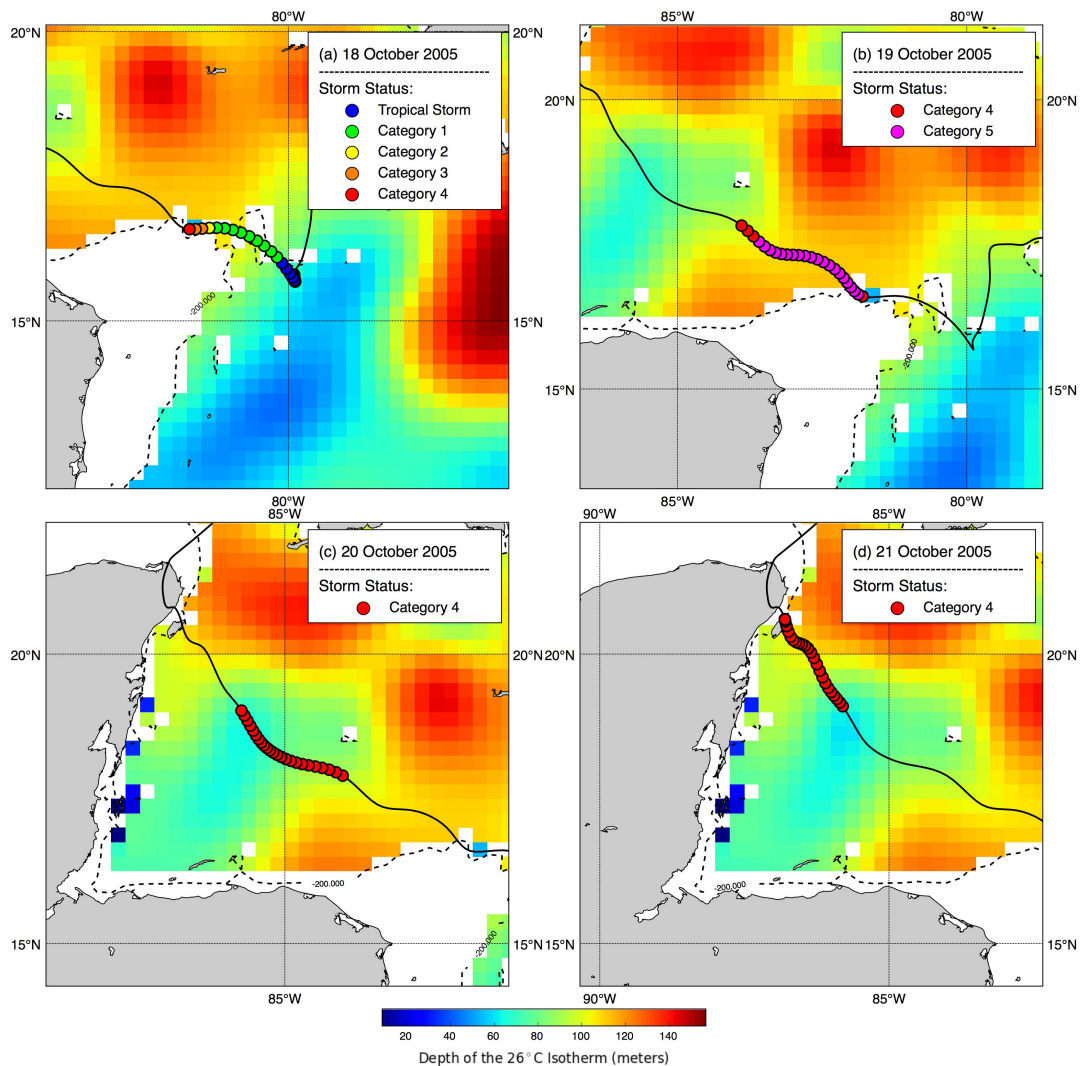 80°W
85°W
80°W
20°N
20°N
20°N
(a) 18 October 2005
Storm Status:
Tropical Storm
Category 1
Category 2
Category 3
Category 4
(b) 19 October 2005
Storm Status:
Category 4
Category 5
-200.000
-200.000
15°N
15°N
15°N
80°W
85°W
85°W
80°W
90°W
85°W
(c) 20 October 2005
Storm Status:
Category 4
(d) 21 October 2005
Storm Status:
Category 4
20°N
20°N
20°N
-200.000
-200.000
-200.000
15°N
15°N
15°N
85°W
90°W
85°W
20
40
60
80
100
120
140
Depth of the 26°C Isotherm (meters)